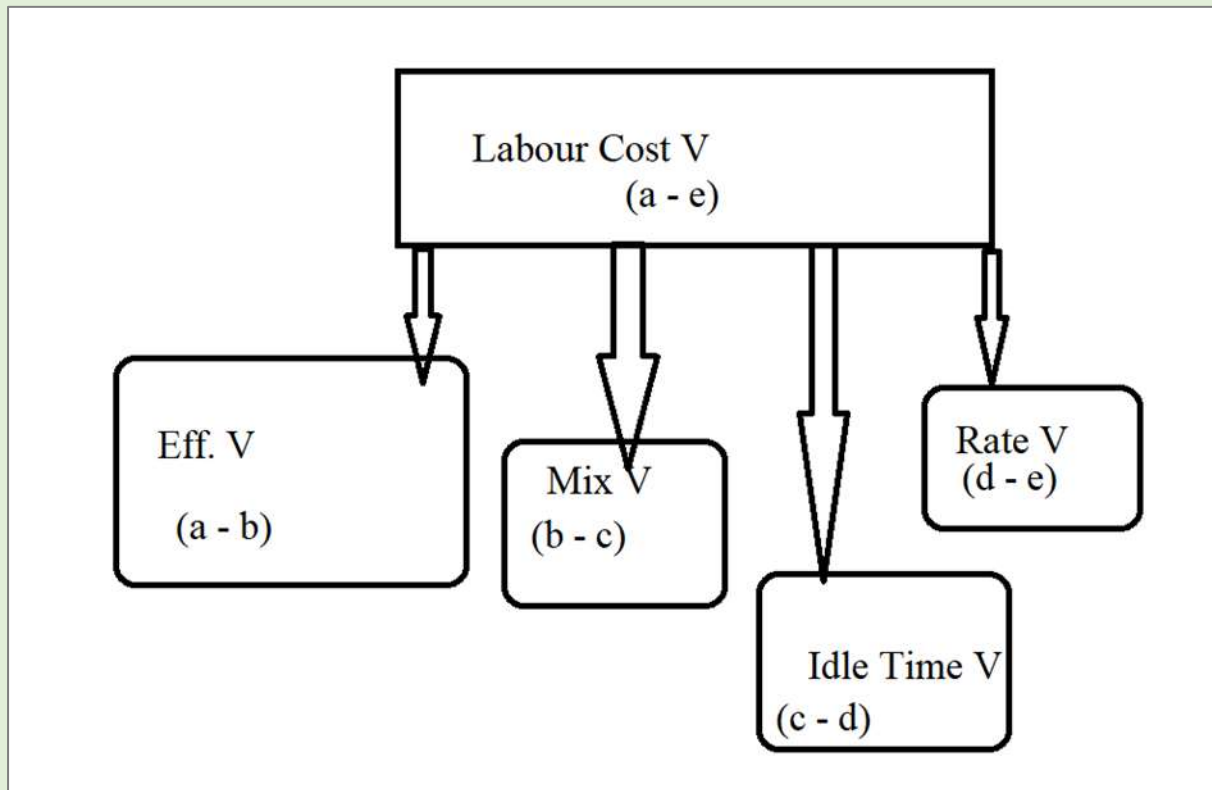 Labour Cost V
(a - e)
Eff. V
(a - b)
Mix V
(b - c)
Idle Time V
(c - d)
Rate V
(d - e)